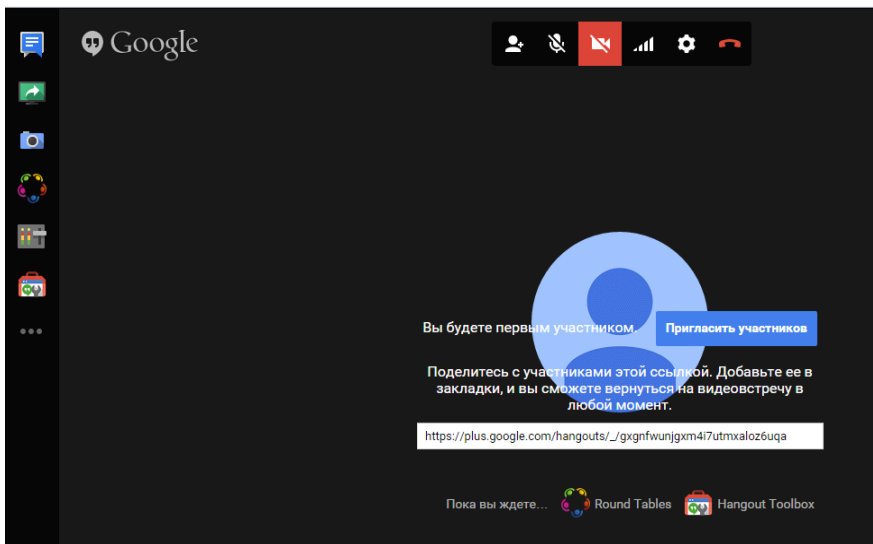 Google
Вы будете первым участником.
Пригласить участников
Поделитесь с участниками этой ссылкой. Добавьте ее в
закладки, и вы сможете вернуться на видеовстречу в
любой момент.
https://plus.google.com/hangouts/_/gxgnfwunjgxm4i7utmxaloz6uqa
Пока вы ждете...
Round Tables
Hangout Toolbox